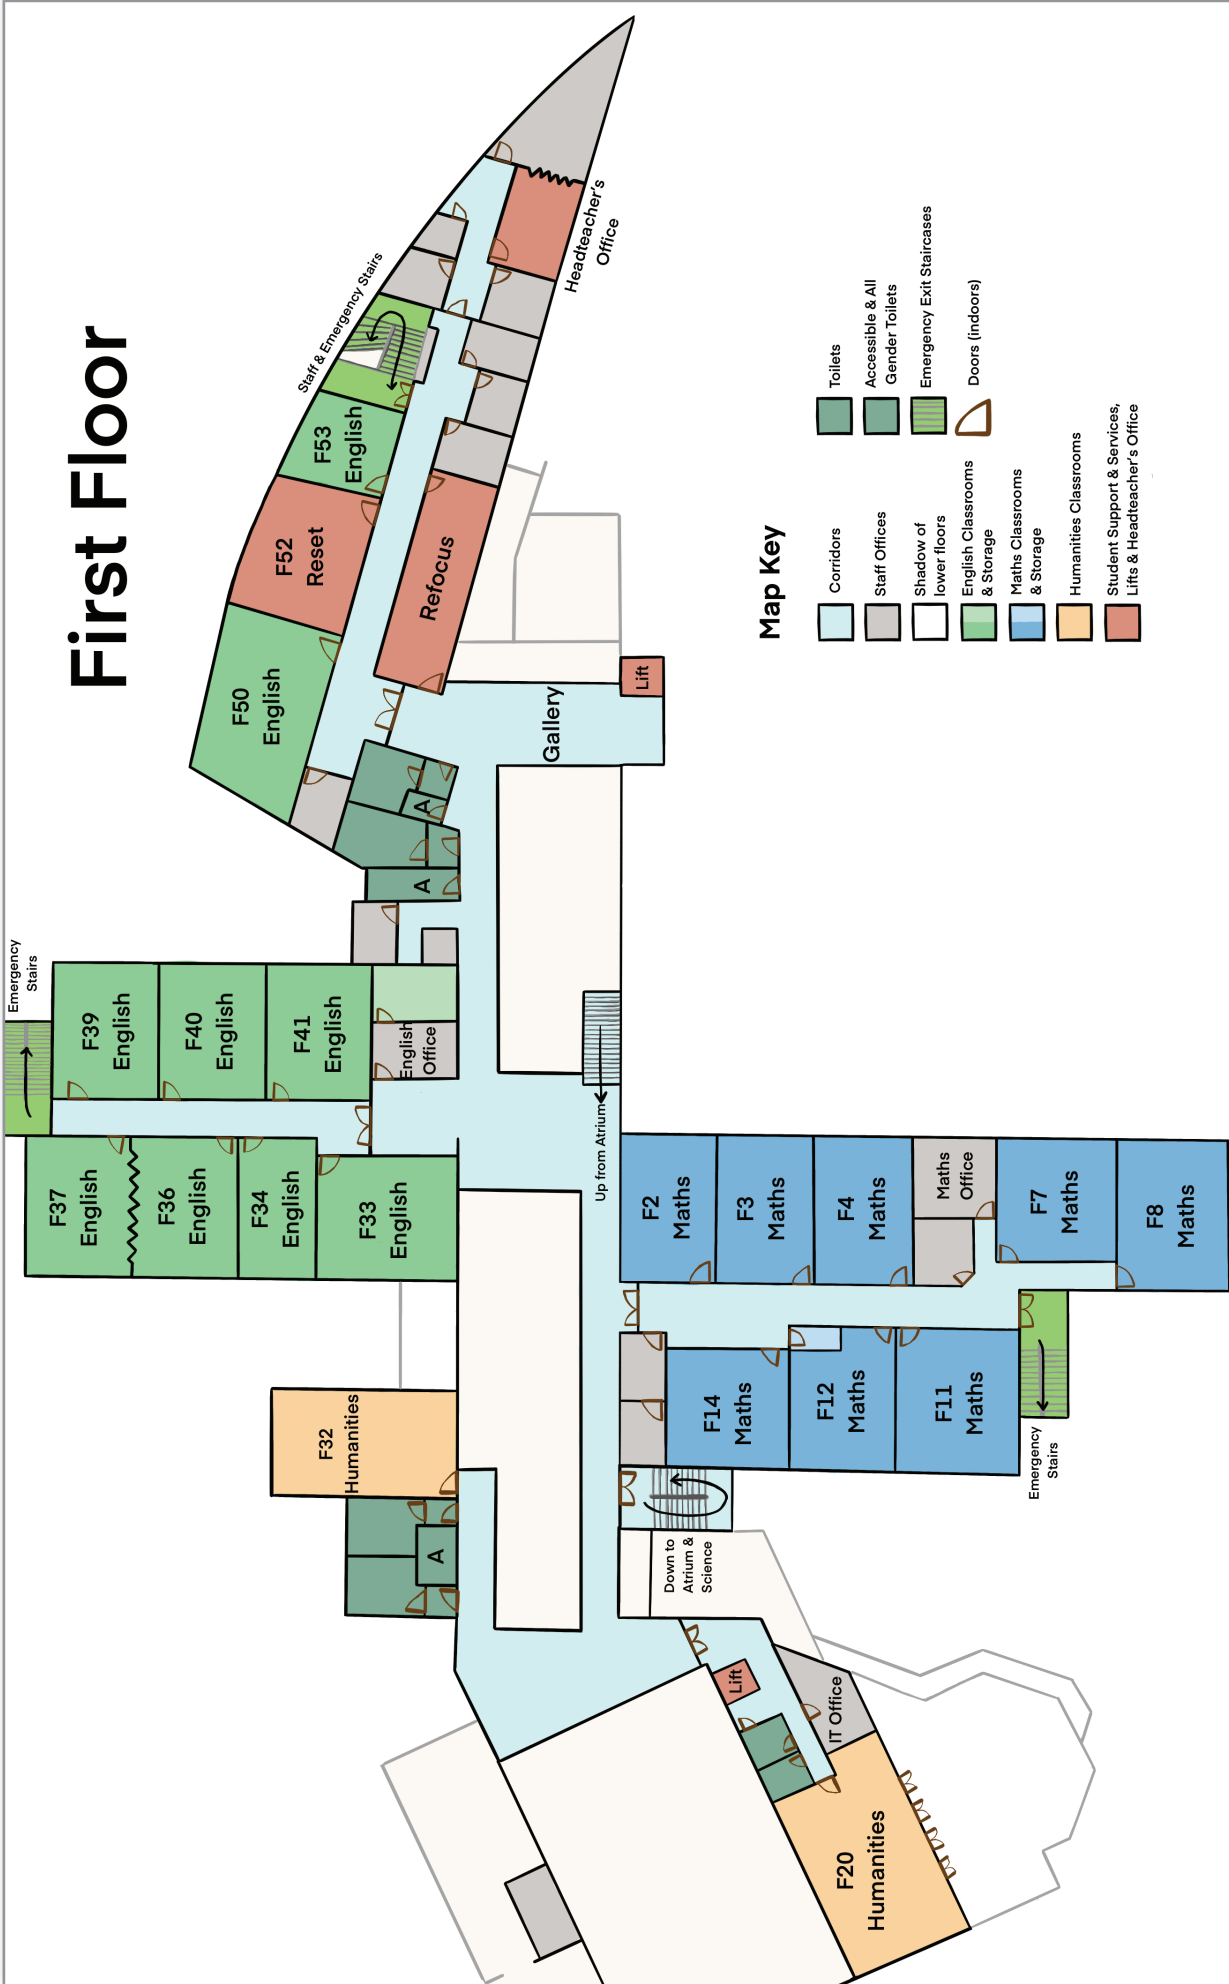 First Floor
Staff & Emergency Stairs
Headteacher's
Office
F53
English
F52
Reset
Refocus
F50
English
Gallery
Lift
A
A
Emergency
Stairs
F39
English
F40
English
F41
English
English
Office
F37
English
F36
English
F34
English
F33
English
Up from Atrium
F2
Maths
F3
Maths
F4
Maths
Maths
Office
F7
Maths
F8
Maths
F14
Maths
F12
Maths
F11
Maths
Emergency
Stairs
F32
Humanities
A
Down to
Atrium &
Science
Lift
IT Office
F20
Humanities
Map Key
Corridors
Staff Offices
Shadow of
lower floors
English Classrooms
& Storage
Maths Classrooms
& Storage
Humanities Classrooms
Student Support & Services,
Lifts & Headteacher's Office
Toilets
Accessible & All
Gender Toilets
Emergency Exit Staircases
Doors (indoors)